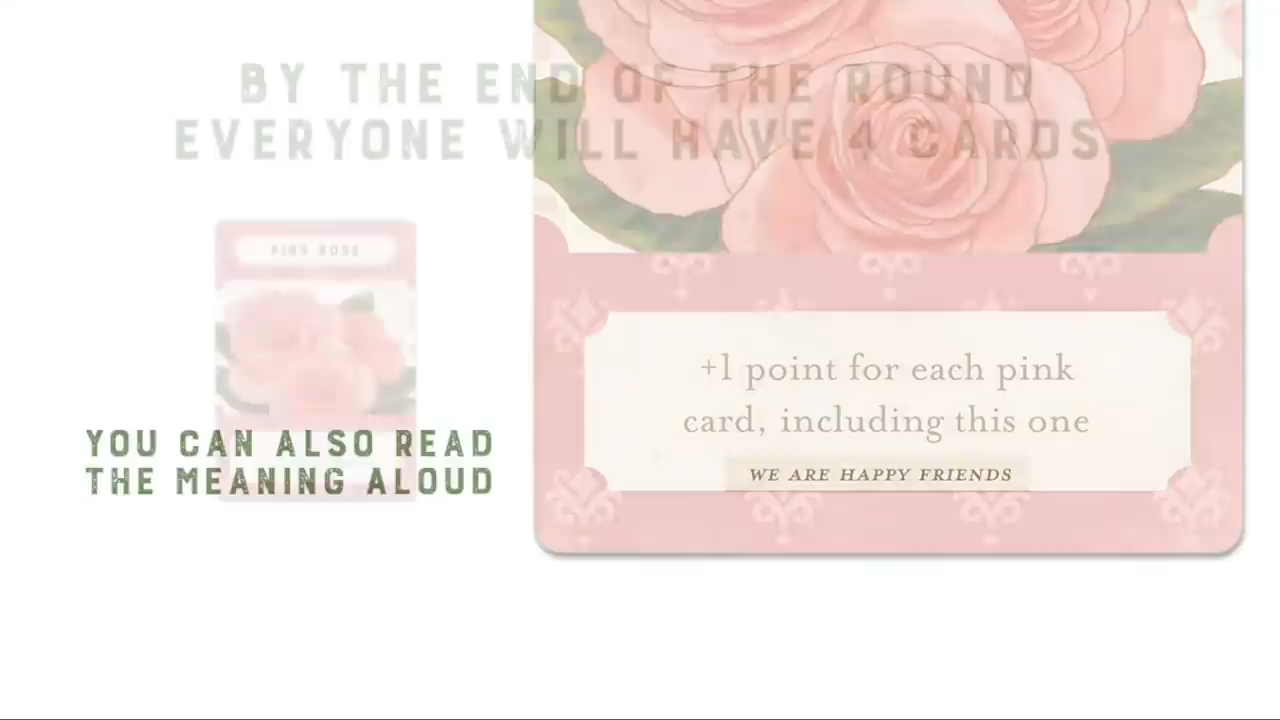 BY THE END OF THE ROUND
EVERYONE WILL HAVE 4 CARDS
PINK ROSE
YOU CAN ALSO READ
THE MEANING ALOUD
+1 point for each pink
card, including this one
WE ARE HAPPY FRIENDS